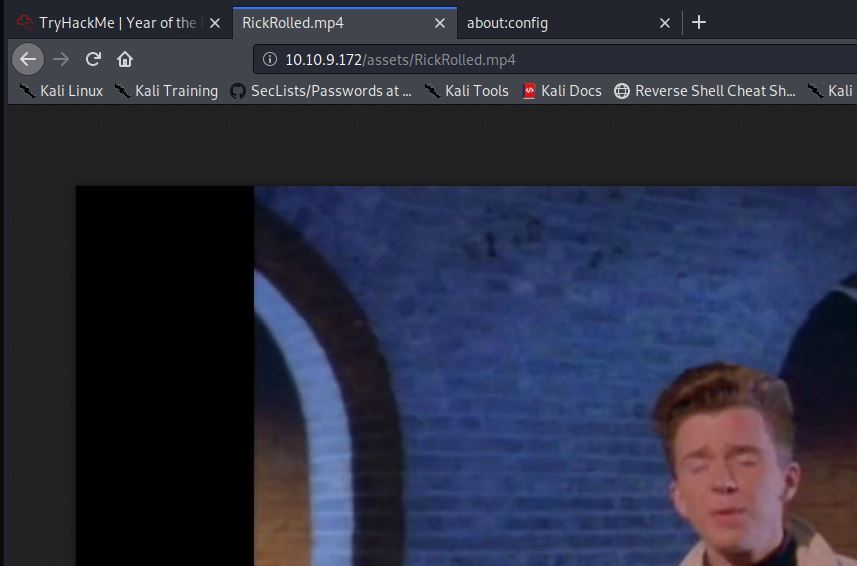 TryHackMe | Year of the
RickRolled.mp4
about:config
10.10.9.172/assets/RickRolled.mp4
Kali Linux
Kali Training
SecLists/Passwords at ...
Kali Tools
Kali Docs
Reverse Shell Cheat Sh...
Kali